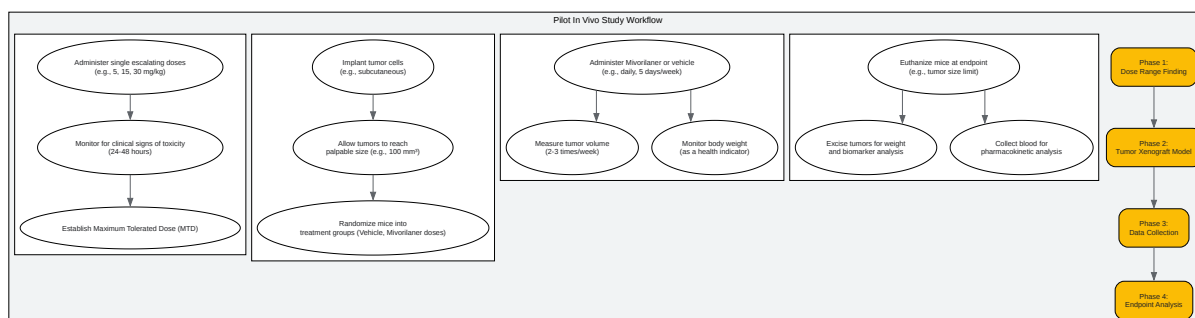 Pilot In Vivo Study Workflow
Administer single escalating doses
(e.g., 5, 15, 30 mg/kg)
Monitor for clinical signs of toxicity
(24-48 hours)
Establish Maximum Tolerated Dose (MTD)
Implant tumor cells
(e.g., subcutaneous)
Allow tumors to reach
palpable size (e.g., 100 mm³)
Randomize mice into
treatment groups (Vehicle, Mivorilaner doses)
Administer Mivorilaner or vehicle
(e.g., daily, 5 days/week)
Measure tumor volume
(2-3 times/week)
Monitor body weight
(as a health indicator)
Euthanize mice at endpoint
(e.g., tumor size limit)
Excise tumors for weight
and biomarker analysis
Collect blood for
pharmacokinetic analysis
Phase 1:
Dose Range Finding
Phase 2:
Tumor Xenograft Model
Phase 3:
Data Collection
Phase 4:
Endpoint Analysis